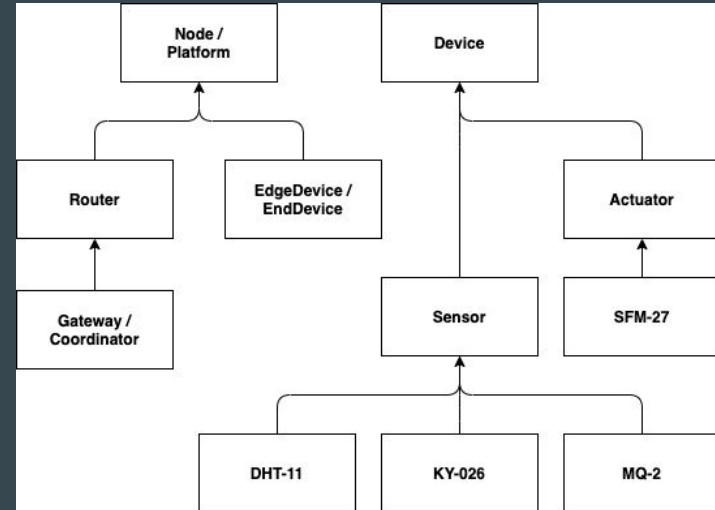 Node /
Platform
Device
Router
EdgeDevice /
EndDevice
Actuator
Gateway /
Coordinator
Sensor
SFM-27
DHT-11
KY-026
MQ-2